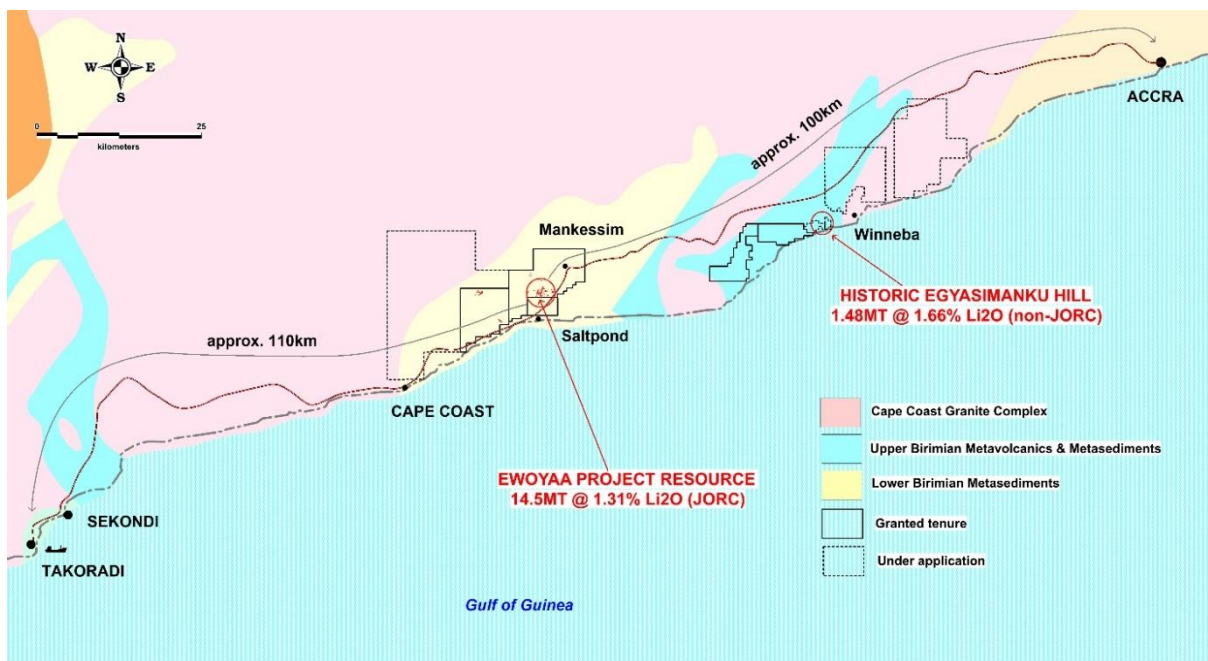 N
W E
S
0 25
kilometers
ACCRA
approx. 100km
Mankessim
Winneba
HISTORIC EGYASIMANKU HILL
1.48MT @ 1.66% Li2O (non-JORC)
Saltpond
approx. 110km
CAPE COAST
EWOYAA PROJECT RESOURCE
14.5MT @ 1.31% Li2O (JORC)
SEKONDI
TAKORADI
Gulf of Guinea
Cape Coast Granite Complex
Upper Birimian Metavolcanics & Metasediments
Lower Birimian Metasediments
Granted tenure
Under application